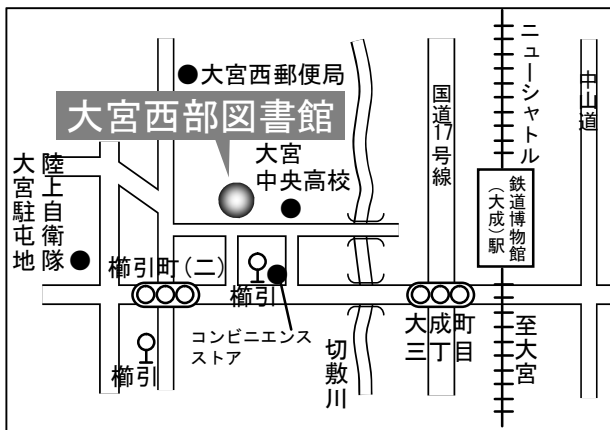 大宮西郵便局
大宮西部図書館
大宮
中央高校
陸上自衛隊
大宮駐屯地
櫛引町(二)
櫛引
櫛引
コンビニエンス
ストア
切敷川
国道17号線
大成町
三丁目
ニューシャトル
鉄道博物館
(大成)駅
至大宮
中山道